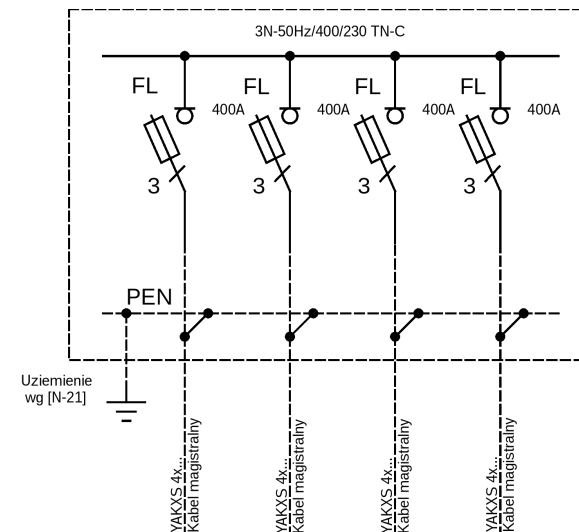 3N-50Hz/400/230 TN-C
FL
FL
FL
FL
400A
400A
400A
400A
3
3
3
3
PEN
Uziemienie
wg [N-21]
YAKXS 4x...
Kabel magistralny
YAKXS 4x...
Kabel magistralny
YAKXS 4x...
Kabel magistralny
YAKXS 4x...
Kabel magistralny